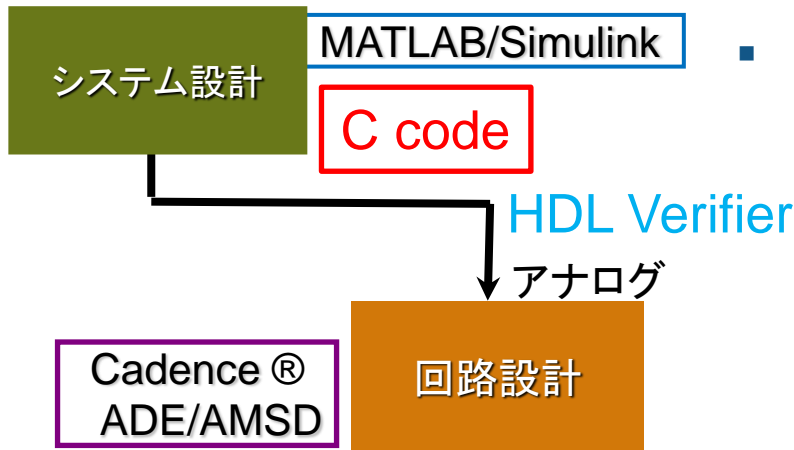 MATLAB/Simulink
システム設計
C code
HDL Verifier
アナログ
Cadence ®
ADE/AMSD
回路設計